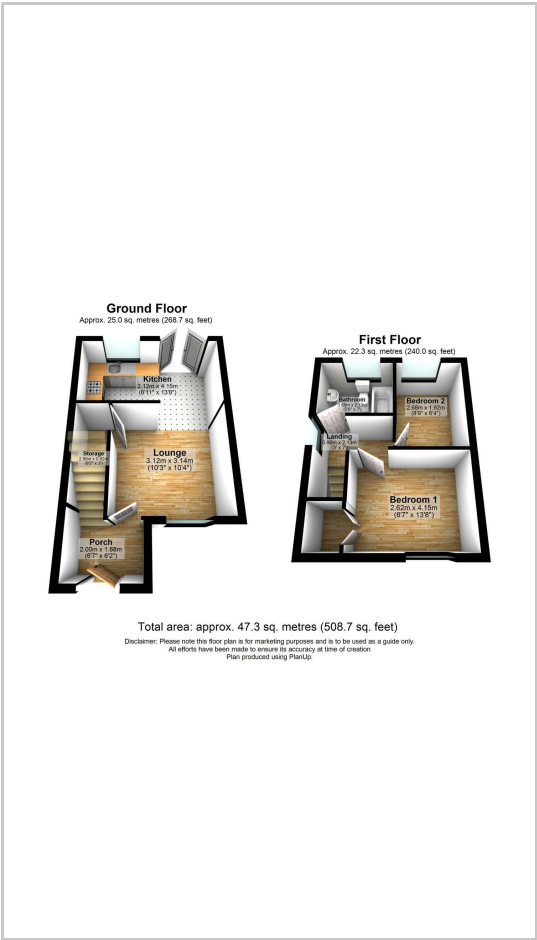 Ground Floor
Approx. 25.0 sq. metres (268.7 sq. feet)
Kitchen
2.12m x 4.15m
(6'11" x 13'8")
Storage
Lounge
3.12m x 3.14m
(10'3" x 10'4")
Porch
2.00m x 1.88m
(6'7" x 6'2")
First Floor
Approx. 22.3 sq. metres (240.0 sq. feet)
Bathroom
Bedroom 2
2.68m x 1.92m
(8'9" x 6'4")
Landing
Bedroom 1
2.62m x 4.15m
(8'7" x 13'8")
Total area: approx. 47.3 sq. metres (508.7 sq. feet)
Disclaimer: Please note this floor plan is for marketing purposes and is to be used as a guide only.
All efforts have been made to ensure its accuracy at time of creation
Plan produced using PlanUp.